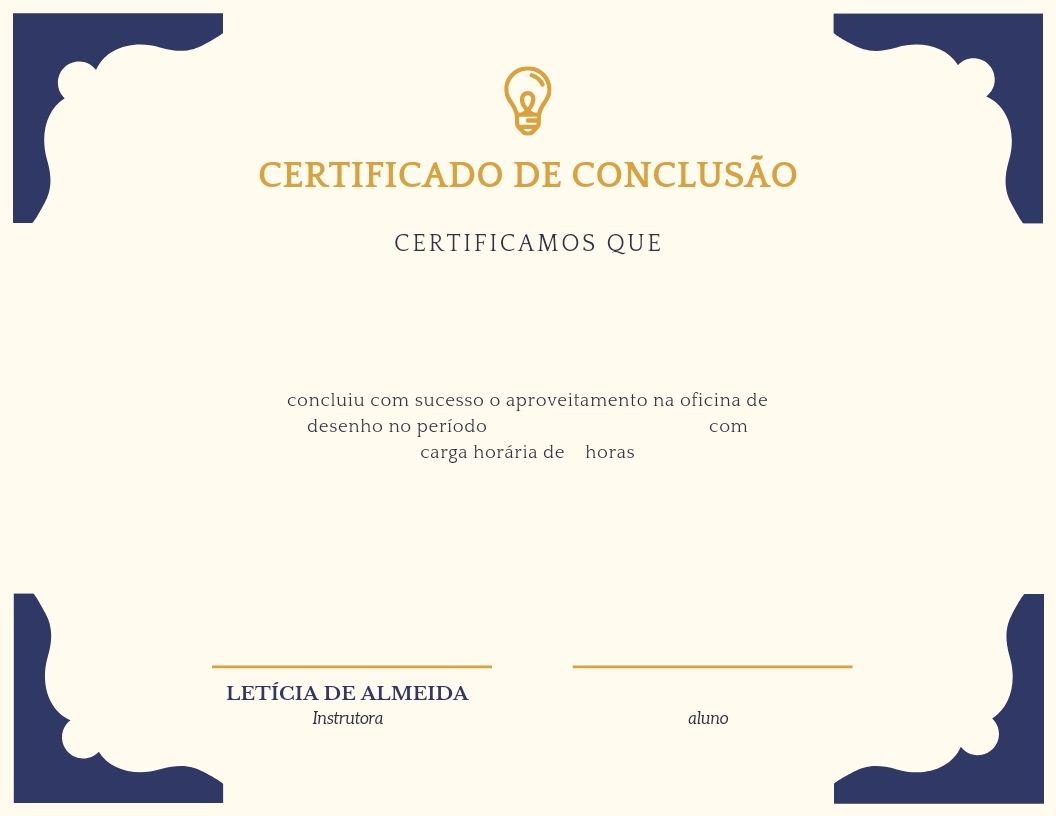 CERTIFICADO DE CONCLUSÃO
CERTIFICAMOS QUE
concluiu com sucesso o aproveitamento na oficina de
desenho no período com
carga horária de horas
LETÍCIA DE ALMEIDA
Instrutora
aluno